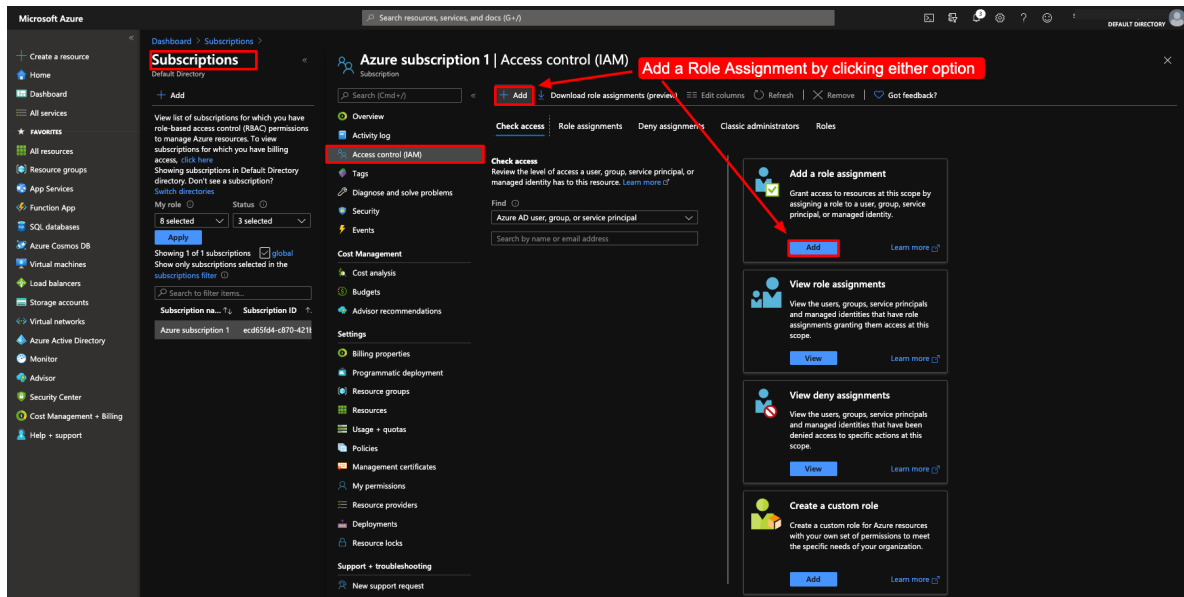 Microsoft Azure
Search resources, services, and docs (G+/)
DEFAULT DIRECTORY
Create a resource
Home
Dashboard
All services
FAVORITES
All resources
Resource groups
App Services
Function App
SQL databases
Azure Cosmos DB
Virtual machines
Load balancers
Storage accounts
Virtual networks
Azure Active Directory
Monitor
Advisor
Security Center
Cost Management + Billing
Help + support
Dashboard > Subscriptions >
Subscriptions
Default Directory
+ Add
View list of subscriptions for which you have
role-based access control (RBAC) permissions
to manage Azure resources. To view
subscriptions for which you have billing
access, click here
Showing subscriptions in Default Directory
directory. Don't see a subscription?
Switch directories
My role Status
8 selected 3 selected
Apply
Showing 1 of 1 subscriptions global
Show only subscriptions selected in the
subscriptions filter
Search to filter items...
Subscription na... Subscription ID
Azure subscription 1 ecd65fd4-c870-421b
Azure subscription 1 | Access control (IAM)
Subscription
Search (Cmd+/)
Overview
Activity log
Access control (IAM)
Tags
Diagnose and solve problems
Security
Events
Cost Management
Cost analysis
Budgets
Advisor recommendations
Settings
Billing properties
Programmatic deployment
Resource groups
Resources
Usage + quotas
Policies
Management certificates
My permissions
Resource providers
Deployments
Resource locks
Support + troubleshooting
New support request
Add a Role Assignment by clicking either option
+ Add Download role assignments (preview) Edit columns Refresh Remove Got feedback?
Check access Role assignments Deny assignments Classic administrators Roles
Check access
Review the level of access a user, group, service principal, or
managed identity has to this resource. Learn more
Find
Azure AD user, group, or service principal
Search by name or email address
Add a role assignment
Grant access to resources at this scope by
assigning a role to a user, group, service
principal, or managed identity.
Add Learn more
View role assignments
View the users, groups, service principals
and managed identities that have role
assignments granting them access at this
scope.
View Learn more
View deny assignments
View the users, groups, service principals
and managed identities that have been
denied access to specific actions at this
scope.
View Learn more
Create a custom role
Create a custom role for Azure resources
with your own set of permissions to meet
the specific needs of your organization.
Add Learn more